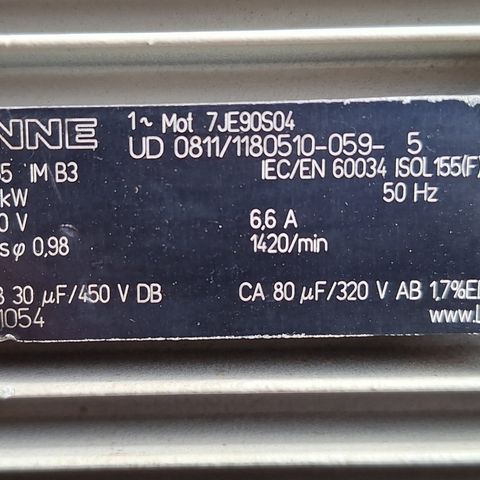 NNE 1~ Mot 7JE90S04
UD 0811/1180510-059- 5
5 IM B3 IEC/EN 60034 ISOL155(F)
kW 50 Hz
0 V 6,6 A
sφ 0,98 1420/min
30 µF/450 V DB CA 80 µF/320 V AB 1,7%E
1054 www.L